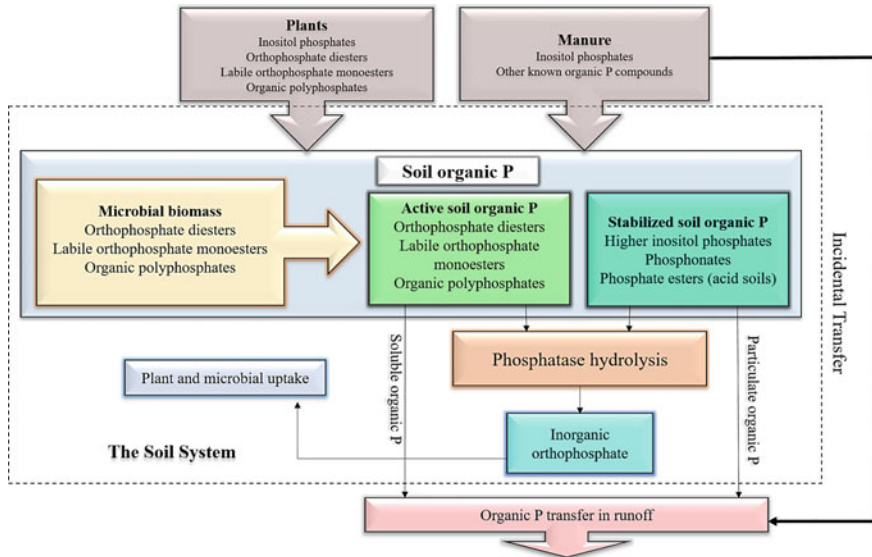 Plants
Inositol phosphates
Orthophosphate diesters
Labile orthophosphate monoesters
Organic polyphosphates
Manure
Inositol phosphates
Other known organic P compounds
Soil organic P
Microbial biomass
Orthophosphate diesters
Labile orthophosphate monoesters
Organic polyphosphates
Active soil organic P
Orthophosphate diesters
Labile orthophosphate
monoesters
Organic polyphosphates
Stabilized soil organic P
Higher inositol phosphates
Phosphonates
Phosphate esters (acid soils)
Incidental Transfer
Soluble organic P
Phosphatase hydrolysis
Particulate organic P
Plant and microbial uptake
Inorganic
orthophosphate
The Soil System
Organic P transfer in runoff